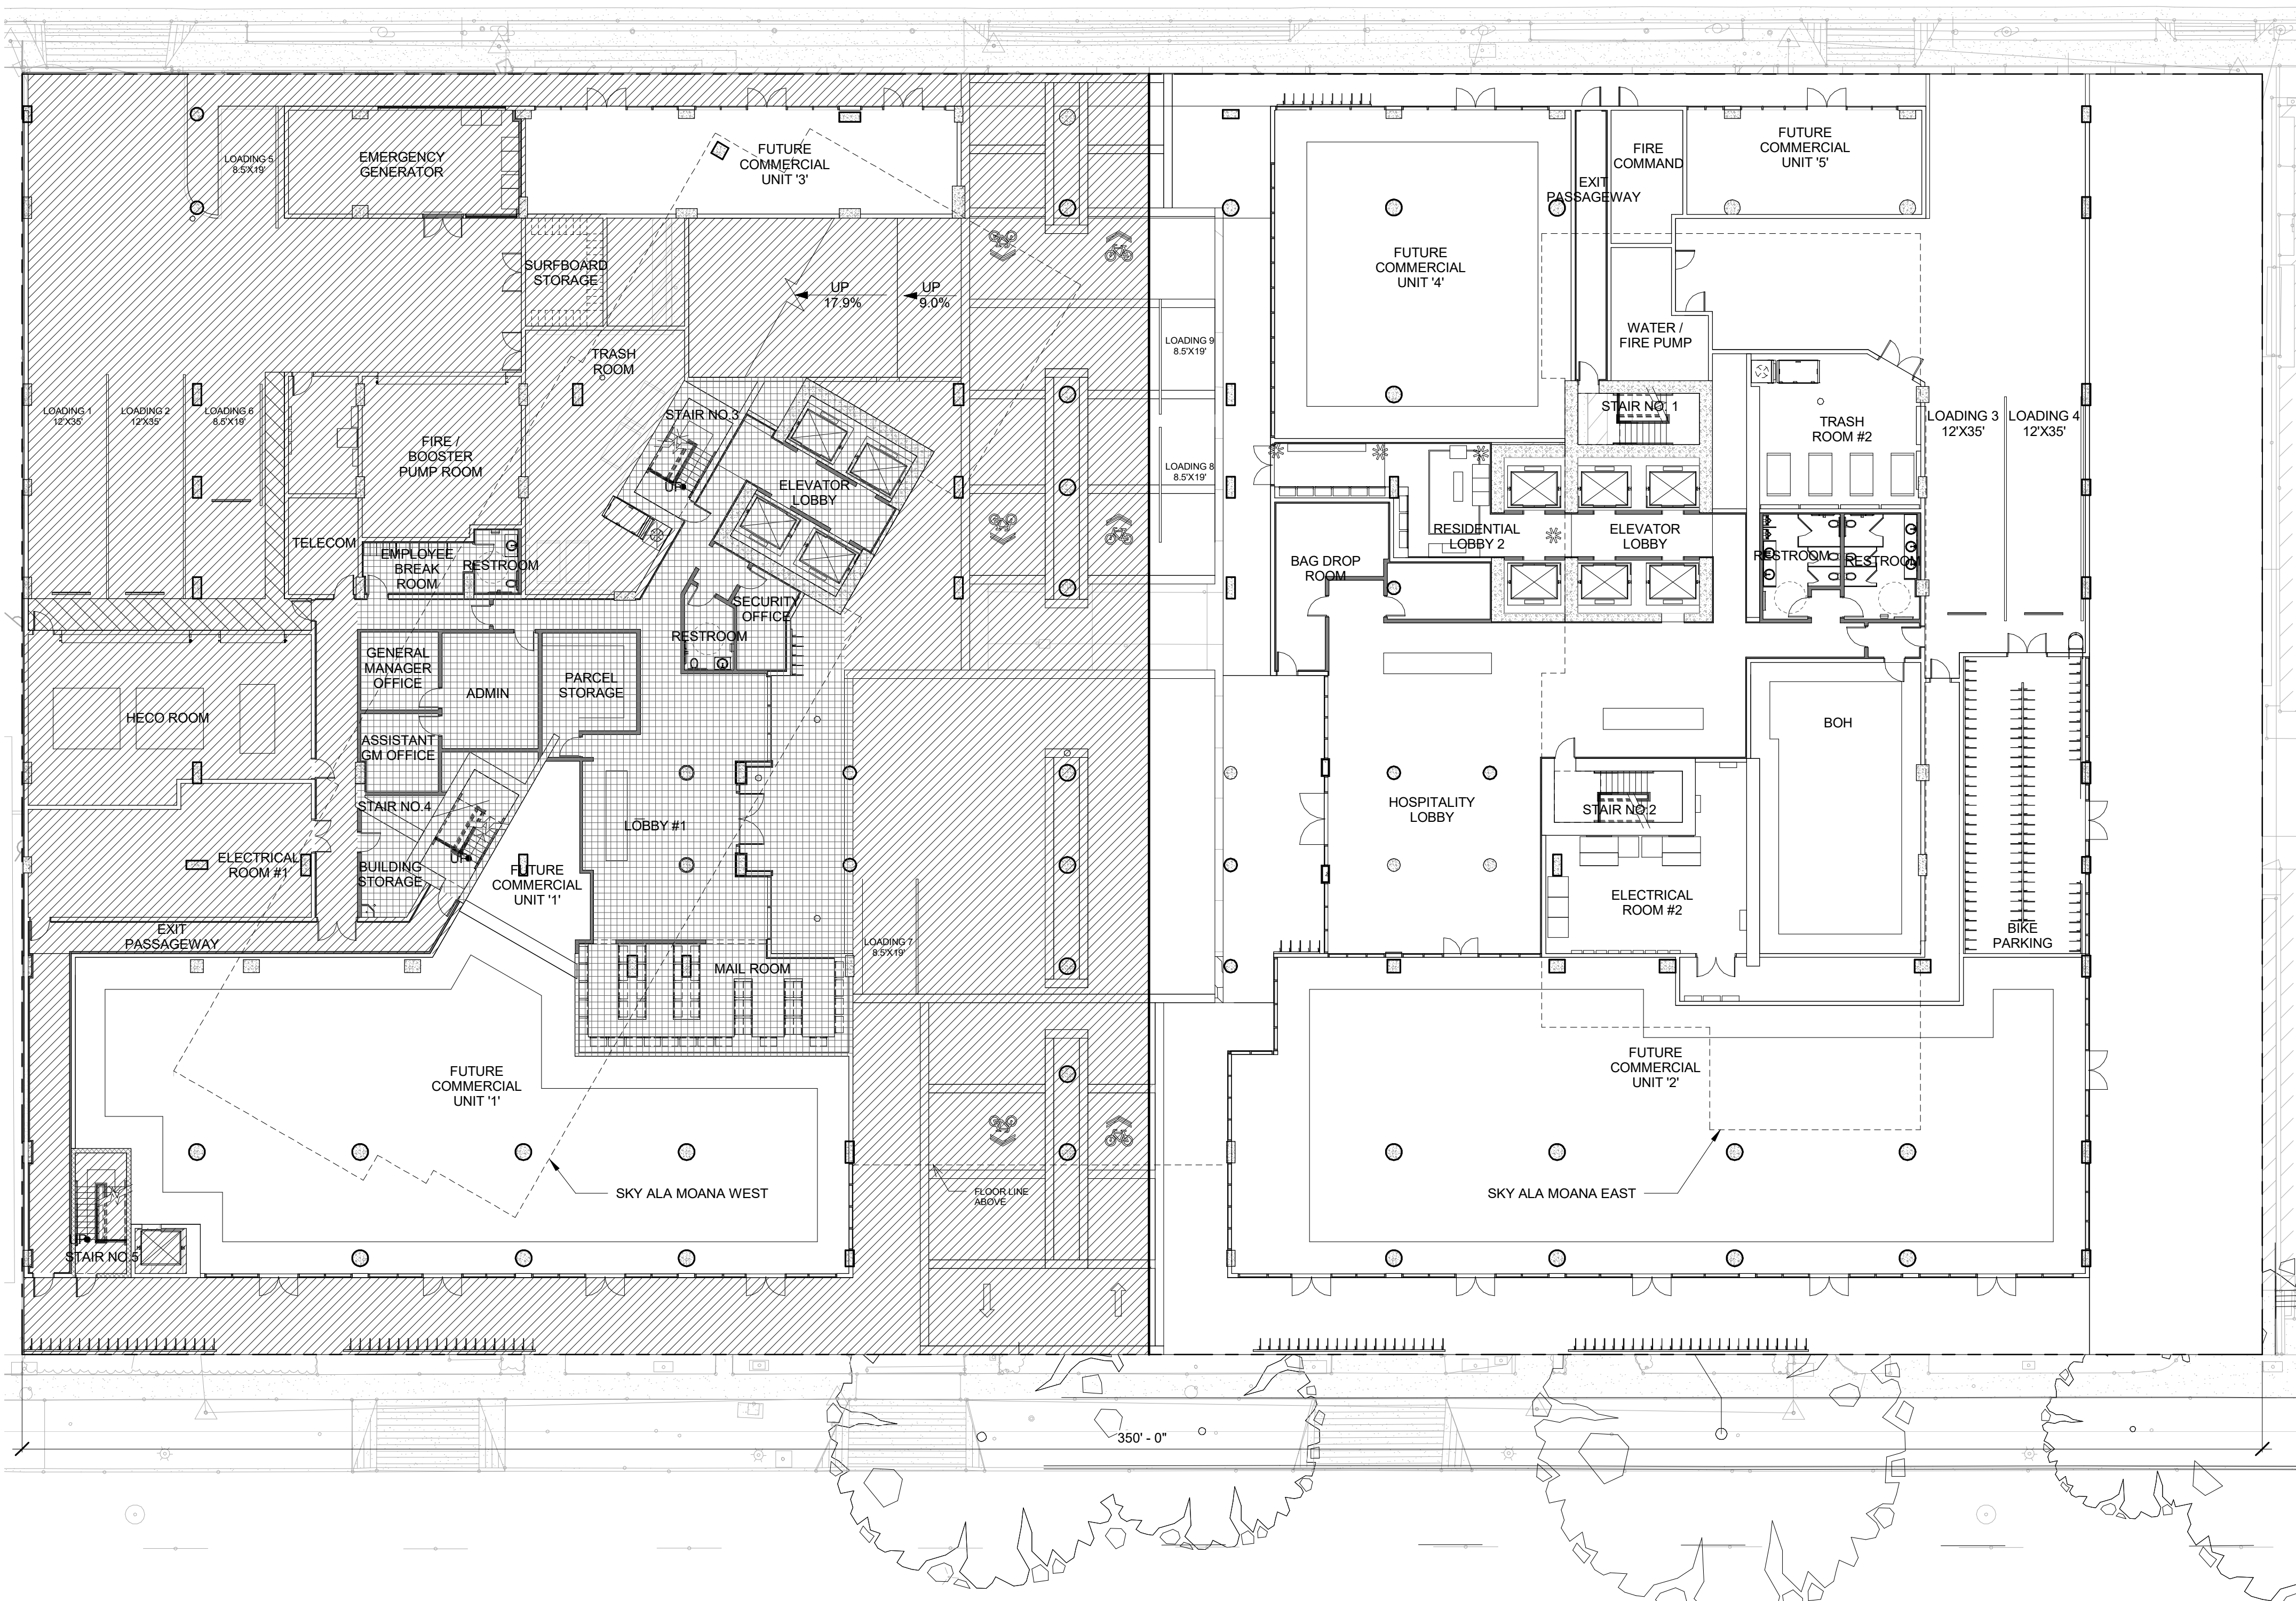 LOADING 5
8.5'X19'
EMERGENCY
GENERATOR
FUTURE
COMMERCIAL
UNIT '3'
SURFBOARD
STORAGE
UP
17.9%
UP
9.0%
TRASH
ROOM
LOADING 1
12'X35'
LOADING 2
12'X35'
LOADING 6
8.5'X19'
FIRE /
BOOSTER
PUMP ROOM
STAIR NO.3
UP
ELEVATOR
LOBBY
TELECOM
EMPLOYEE
BREAK
ROOM
RESTROOM
SECURITY
OFFICE
RESTROOM
GENERAL
MANAGER
OFFICE
ADMIN
PARCEL
STORAGE
HECO ROOM
ASSISTANT
GM OFFICE
STAIR NO.4
UP
LOBBY #1
ELECTRICAL
ROOM #1
BUILDING
STORAGE
FUTURE
COMMERCIAL
UNIT '1'
EXIT
PASSAGEWAY
MAIL ROOM
LOADING 7
8.5'X19'
FUTURE
COMMERCIAL
UNIT '1'
SKY ALA MOANA WEST
FLOOR LINE
ABOVE
UP
STAIR NO.5
FUTURE
COMMERCIAL
UNIT '4'
EXIT
PASSAGEWAY
FIRE
COMMAND
FUTURE
COMMERCIAL
UNIT '5'
LOADING 9
8.5'X19'
WATER /
FIRE PUMP
STAIR NO. 1
TRASH
ROOM #2
LOADING 3
12'X35'
LOADING 4
12'X35'
LOADING 8
8.5'X19'
RESIDENTIAL
LOBBY 2
ELEVATOR
LOBBY
BAG DROP
ROOM
RESTROOM
RESTROOM
BOH
HOSPITALITY
LOBBY
STAIR NO.2
ELECTRICAL
ROOM #2
BIKE
PARKING
FUTURE
COMMERCIAL
UNIT '2'
SKY ALA MOANA EAST
350' - 0"